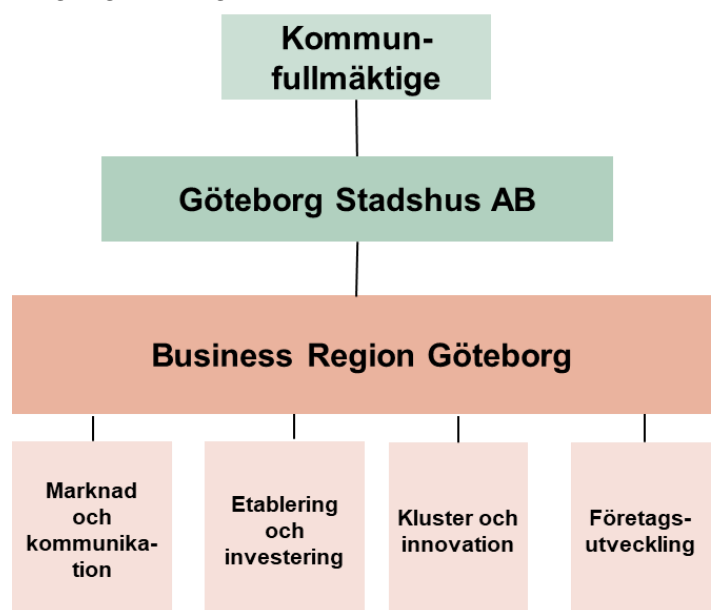 Kommun-
fullmäktige
Göteborg Stadshus AB
Business Region Göteborg
Marknad
och
kommunika-
tion
Etablering
och
investering
Kluster och
innovation
Företags-
utveckling